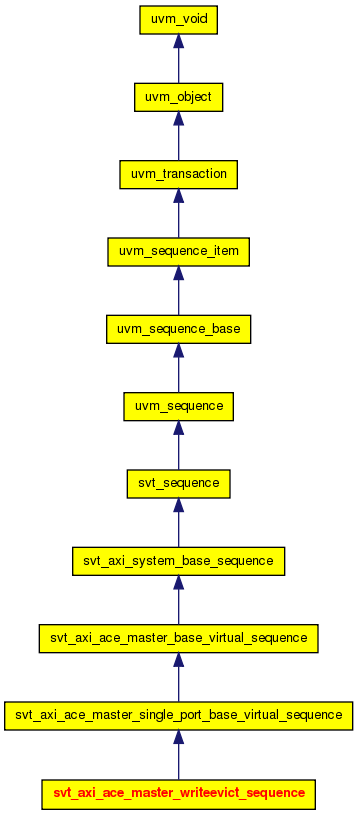 uvm_void
uvm_object
uvm_transaction
uvm_sequence_item
uvm_sequence_base
uvm_sequence
svt_sequence
svt_axi_system_base_sequence
svt_axi_ace_master_base_virtual_sequence
svt_axi_ace_master_single_port_base_virtual_sequence
svt_axi_ace_master_writeevict_sequence